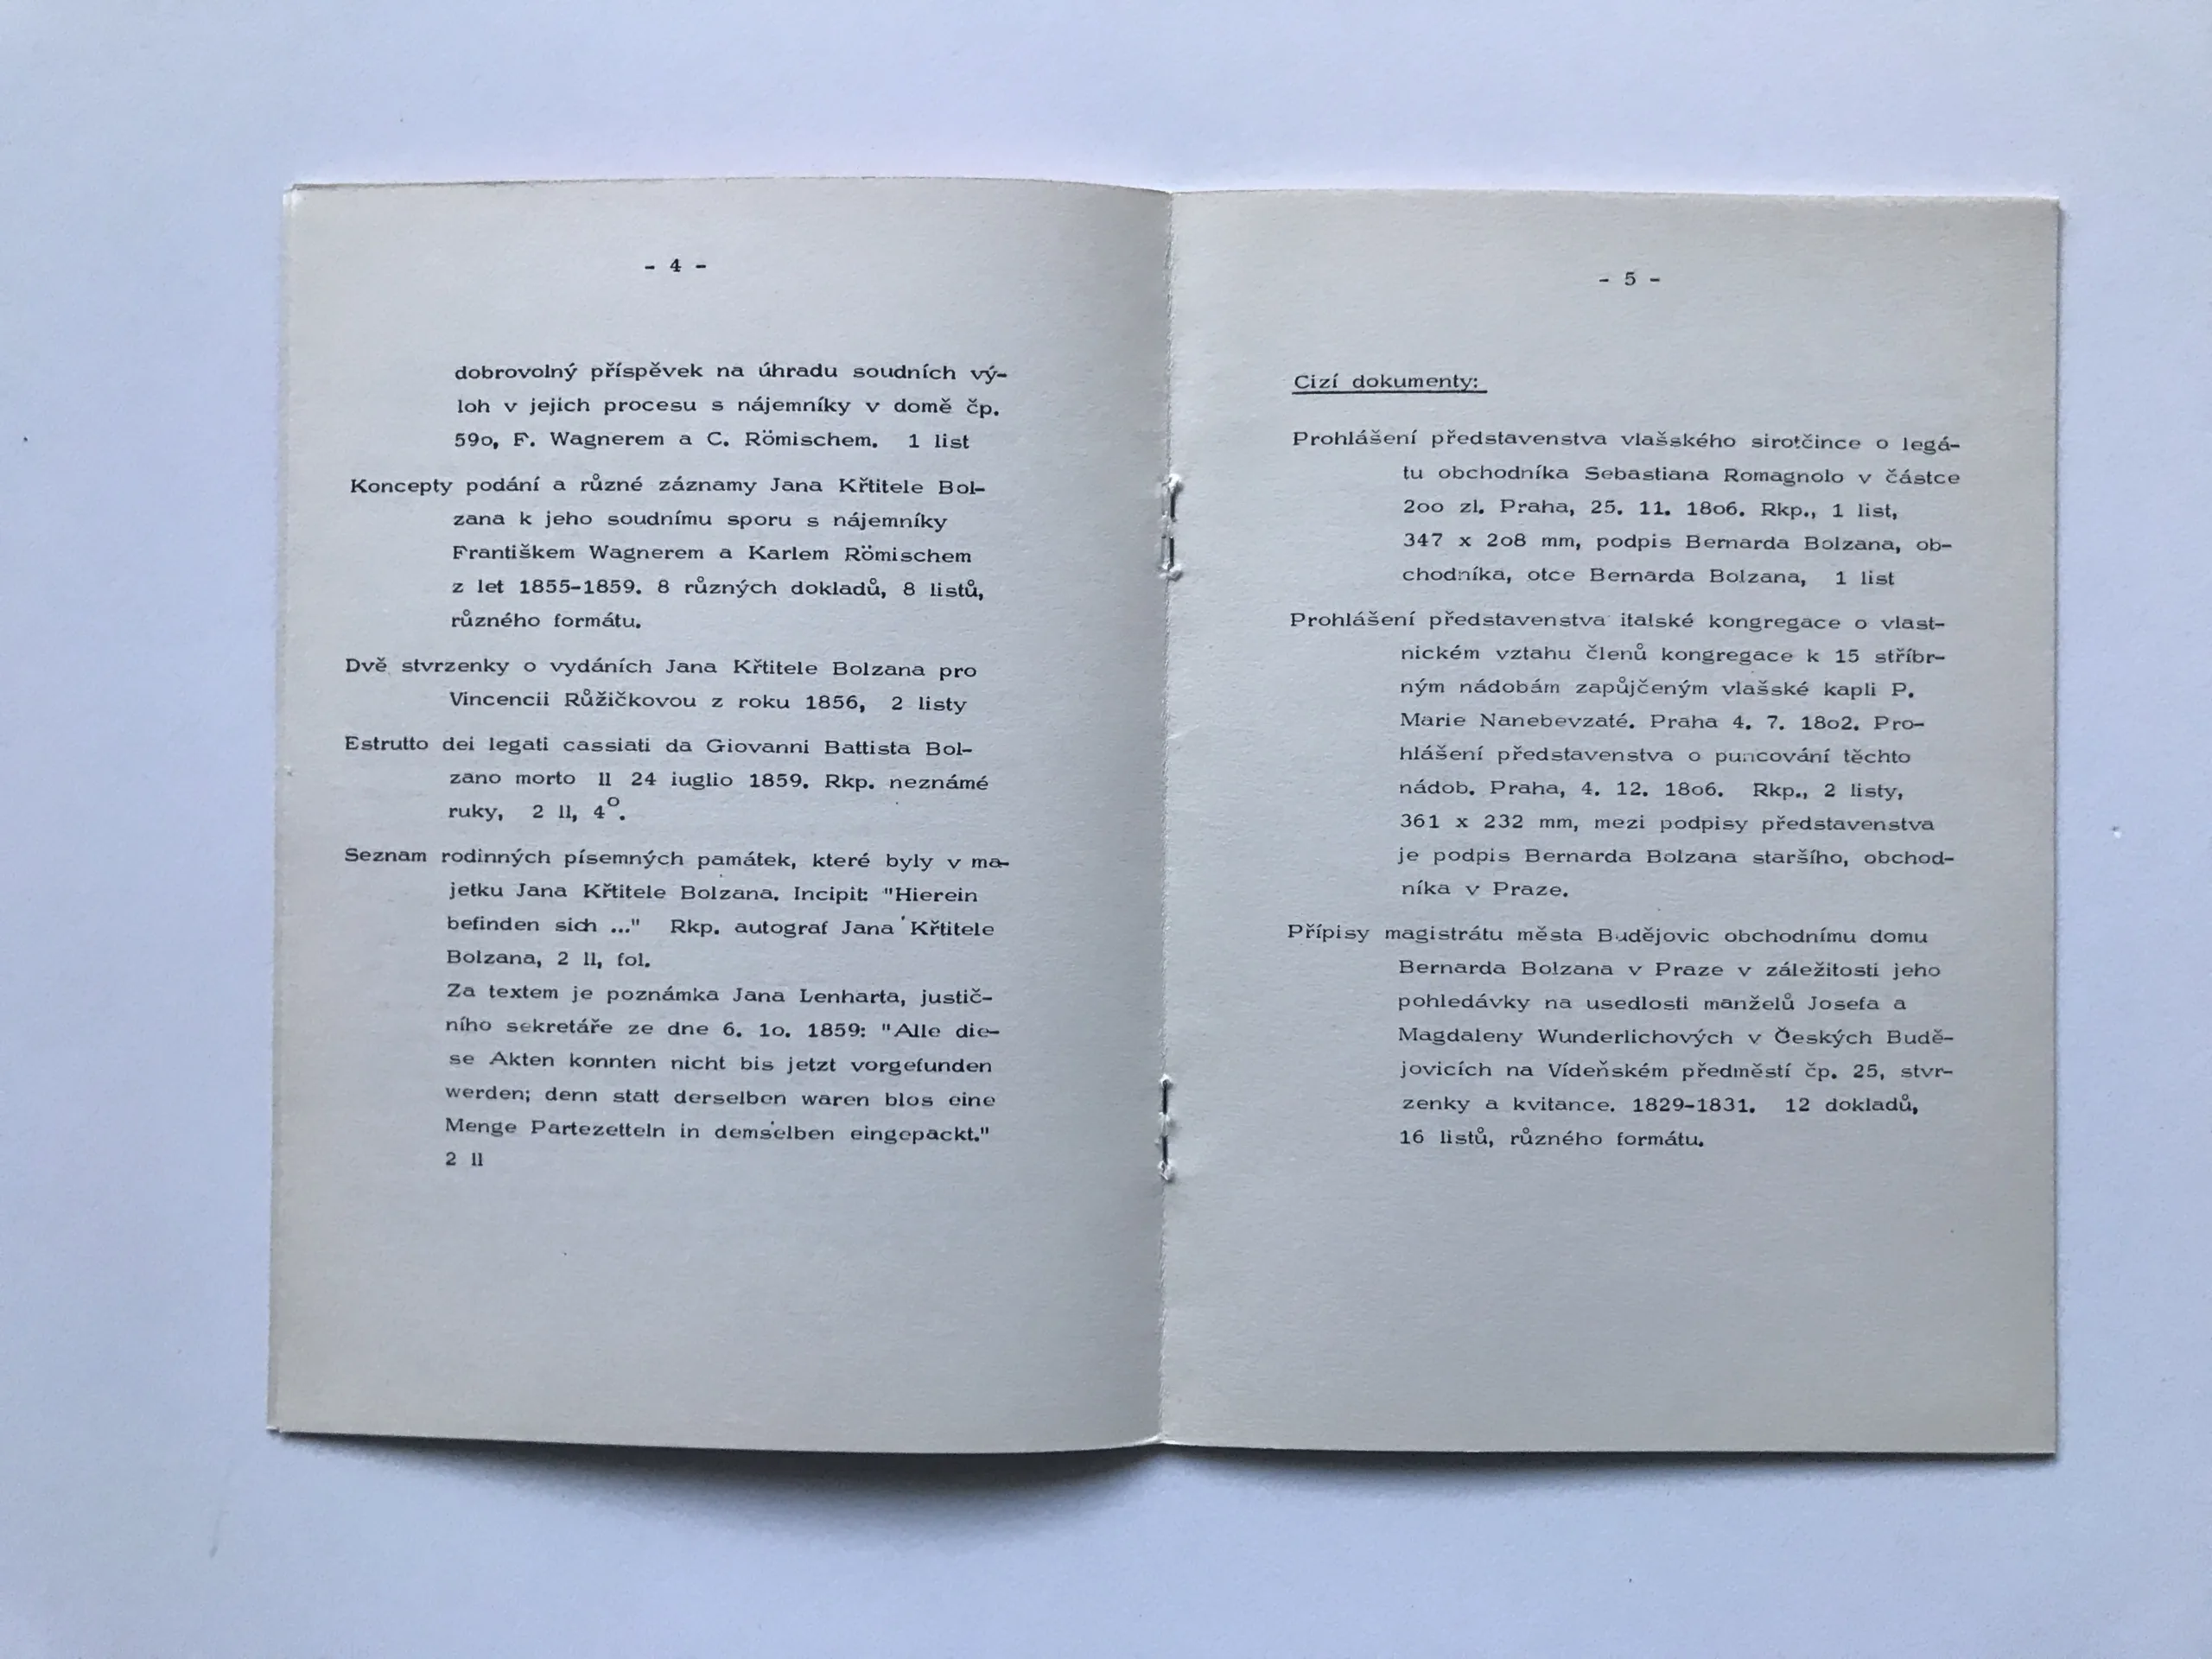 - 4 -
dobrovolný příspěvek na úhradu soudních vý-
loh v jejich procesu s nájemníky v domě čp.
59o, F. Wagnerem a C. Römischem. 1 list
Koncepty podání a různé záznamy Jana Křtitele Bol-
zana k jeho soudnímu sporu s nájemníky
Františkem Wagnerem a Karlem Römischem
z let 1855-1859. 8 různých dokladů, 8 listů,
různého formátu.
Dvě stvrzenky o vydáních Jana Křtitele Bolzana pro
Vincencii Růžičkovou z roku 1856, 2 listy
Estrutto dei legati cassiati da Giovanni Battista Bol-
zano morto ll 24 iuglio 1859. Rkp. neznámé
ruky, 2 ll, 4o.
Seznam rodinných písemných památek, které byly v ma-
jetku Jana Křtitele Bolzana. Incipit: "Hierein
befinden sich ..." Rkp. autograf Jana Křtitele
Bolzana, 2 ll, fol.
Za textem je poznámka Jana Lenharta, justič-
ního sekretáře ze dne 6. 1o. 1859: "Alle die-
se Akten konnten nicht bis jetzt vorgefunden
werden; denn statt derselben waren blos eine
Menge Partezetteln in demselben eingepackt."
2 ll
- 5 -
Cizí dokumenty:
Prohlášení představenstva vlašského sirotčince o legá-
tu obchodníka Sebastiana Romagnolo v částce
2oo zl. Praha, 25. 11. 18o6. Rkp., 1 list,
347 x 2o8 mm, podpis Bernarda Bolzana, ob-
chodníka, otce Bernarda Bolzana, 1 list
Prohlášení představenstva italské kongregace o vlast-
nickém vztahu členů kongregace k 15 stříbr-
ným nádobám zapůjčeným vlašské kapli P.
Marie Nanebevzaté. Praha 4. 7. 18o2. Pro-
hlášení představenstva o puncování těchto
nádob. Praha, 4. 12. 18o6. Rkp., 2 listy,
361 x 232 mm, mezi podpisy představenstva
je podpis Bernarda Bolzana staršího, obchod-
níka v Praze.
Přípisy magistrátu města Budějovic obchodnímu domu
Bernarda Bolzana v Praze v záležitosti jeho
pohledávky na usedlosti manželů Josefa a
Magdaleny Wunderlichových v Českých Budě-
jovicích na Vídeňském předměstí čp. 25, stvr-
zenky a kvitance. 1829-1831. 12 dokladů,
16 listů, různého formátu.